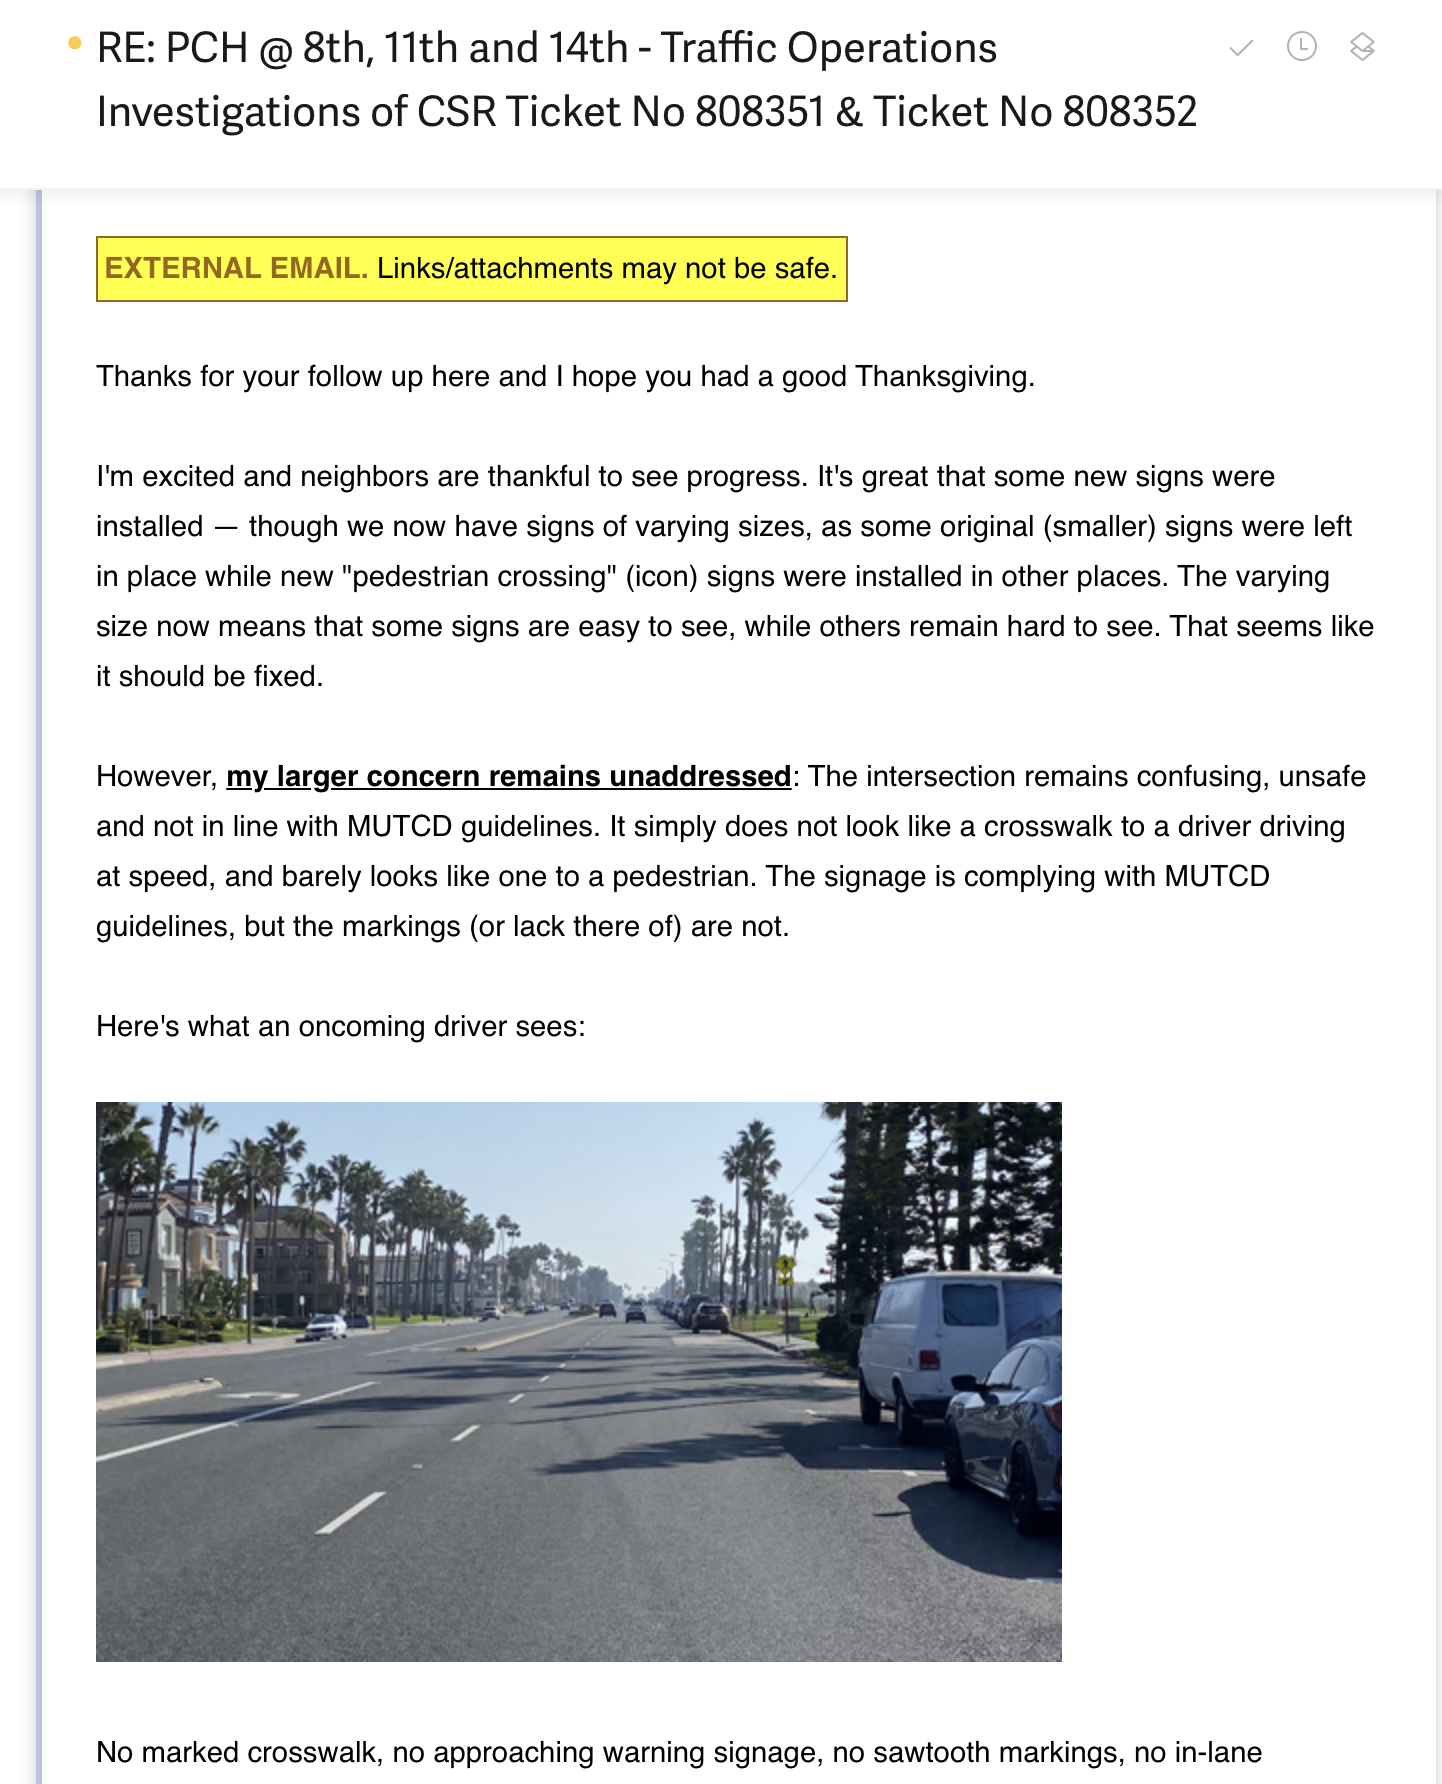 RE: PCH @ 8th, 11th and 14th - Traffic Operations
Investigations of CSR Ticket No 808351 & Ticket No 808352
EXTERNAL EMAIL. Links/attachments may not be safe.
Thanks for your follow up here and I hope you had a good Thanksgiving.
I'm excited and neighbors are thankful to see progress. It's great that some new signs were
installed — though we now have signs of varying sizes, as some original (smaller) signs were left
in place while new "pedestrian crossing" (icon) signs were installed in other places. The varying
size now means that some signs are easy to see, while others remain hard to see. That seems like
it should be fixed.
However, my larger concern remains unaddressed: The intersection remains confusing, unsafe
and not in line with MUTCD guidelines. It simply does not look like a crosswalk to a driver driving
at speed, and barely looks like one to a pedestrian. The signage is complying with MUTCD
guidelines, but the markings (or lack there of) are not.
Here's what an oncoming driver sees:
No marked crosswalk, no approaching warning signage, no sawtooth markings, no in-lane